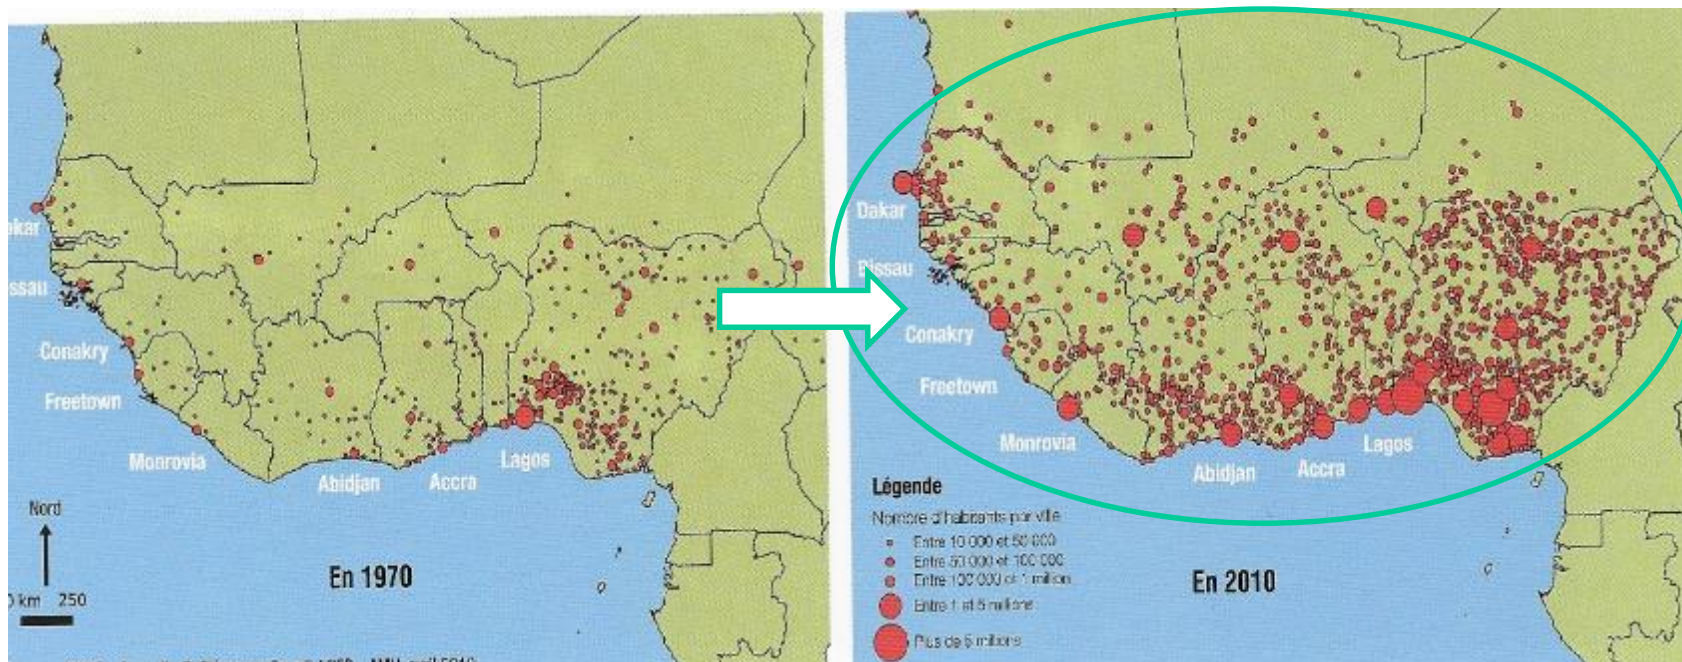 akar
ssau
Conakry
Freetown
Monrovia
Abidjan
Accra
Lagos
Nord
0 km 250
En 1970
Dakar
Bissau
Conakry
Freetown
Monrovia
Abidjan
Accra
Lagos
Légende
Nombre d'habitants par ville
Entre 10 000 et 50 000
Entre 50 000 et 100 000
Entre 100 000 et 1 million
Entre 1 et 5 millions
Plus de 5 millions
En 2010